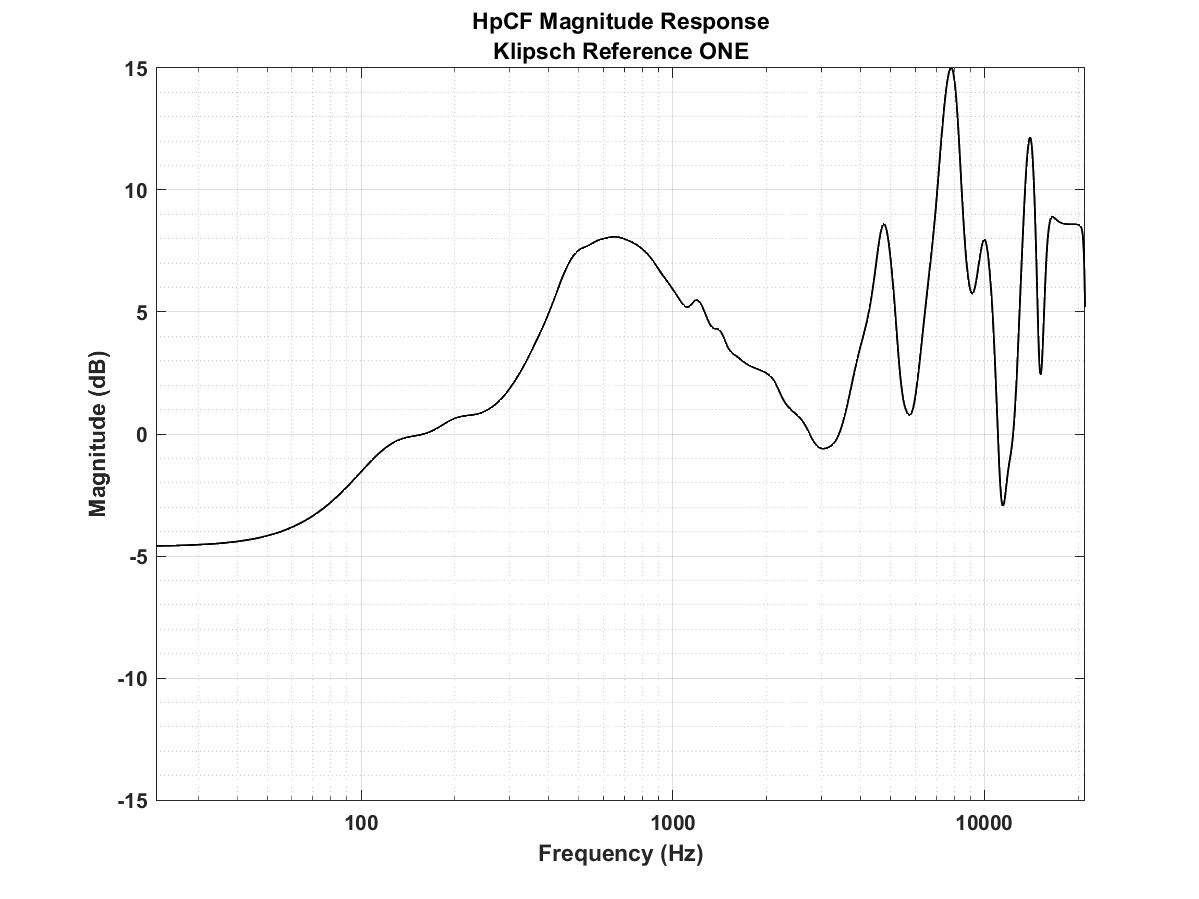 HpCF Magnitude Response
Klipsch Reference ONE
15
10
5
0
-5
-10
-15
Magnitude (dB)
100
1000
10000
Frequency (Hz)